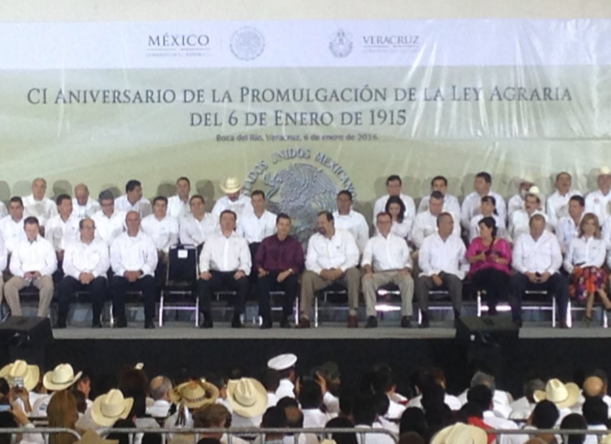 MÉXICO
VERACRUZ
CI ANIVERSARIO DE LA PROMULGACIÓN DE LA LEY AGRARIA
DEL 6 DE ENERO DE 1915
Boca del Río, Veracruz, 6 de enero de 2016.
UNIDOS MEXICANOS